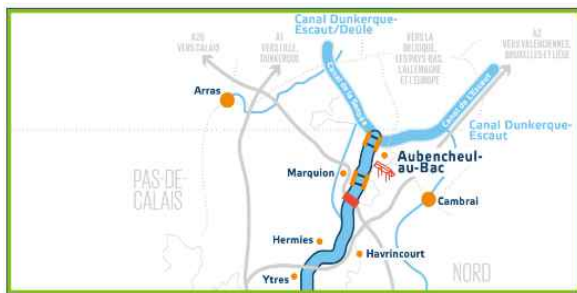 Canal Dunkerque-
Escaut/Deûle
A26
VERS CALAIS
A1
VERS LILLE,
DUNKERQUE
VERS LA
BELGIQUE,
LES PAYS-BAS,
L'ALLEMAGNE
ET L'EUROPE
A2
VERS VALENCIENNES,
BRUXELLES ET LIÈGE
Canal de la Sensée
Canal de l'Escaut
Arras
Canal Dunkerque-
Escaut
Aubencheul-
au-Bac
Marquion
PAS-DE-
CALAIS
Cambrai
Hermies
Havrincourt
Ytres
NORD